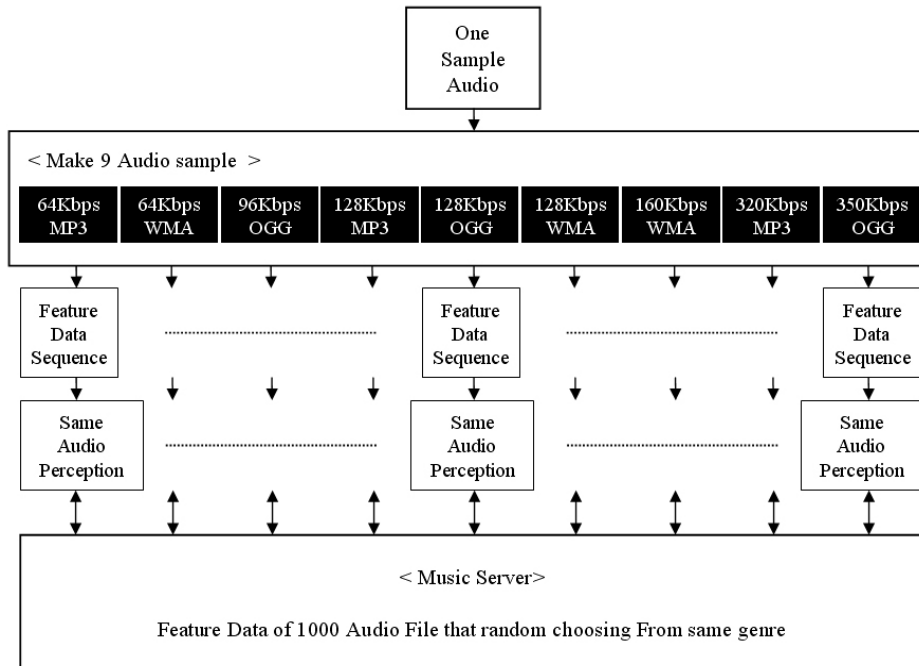 One
Sample
Audio
< Make 9 Audio sample >
64Kbps
MP3
64Kbps
WMA
96Kbps
OGG
128Kbps
MP3
128Kbps
OGG
128Kbps
WMA
160Kbps
WMA
320Kbps
MP3
350Kbps
OGG
Feature
Data
Sequence
Feature
Data
Sequence
Feature
Data
Sequence
Same
Audio
Perception
Same
Audio
Perception
Same
Audio
Perception
< Music Server>
Feature Data of 1000 Audio File that random choosing From same genre